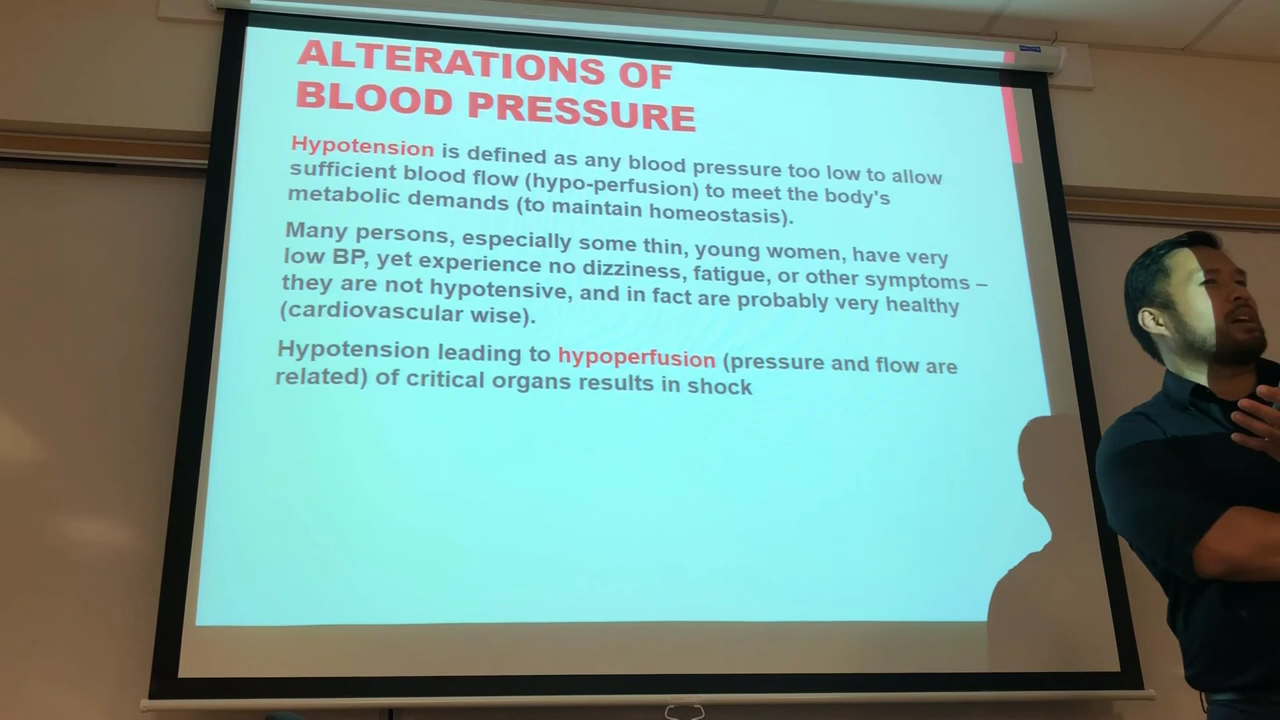 ALTERATIONS OF
BLOOD PRESSURE
Hypotension is defined as any blood pressure too low to allow
sufficient blood flow (hypo-perfusion) to meet the body's
metabolic demands (to maintain homeostasis).
Many persons, especially some thin, young women, have very
low BP, yet experience no dizziness, fatigue, or other symptoms –
they are not hypotensive, and in fact are probably very healthy
(cardiovascular wise).
Hypotension leading to hypoperfusion (pressure and flow are
related) of critical organs results in shock